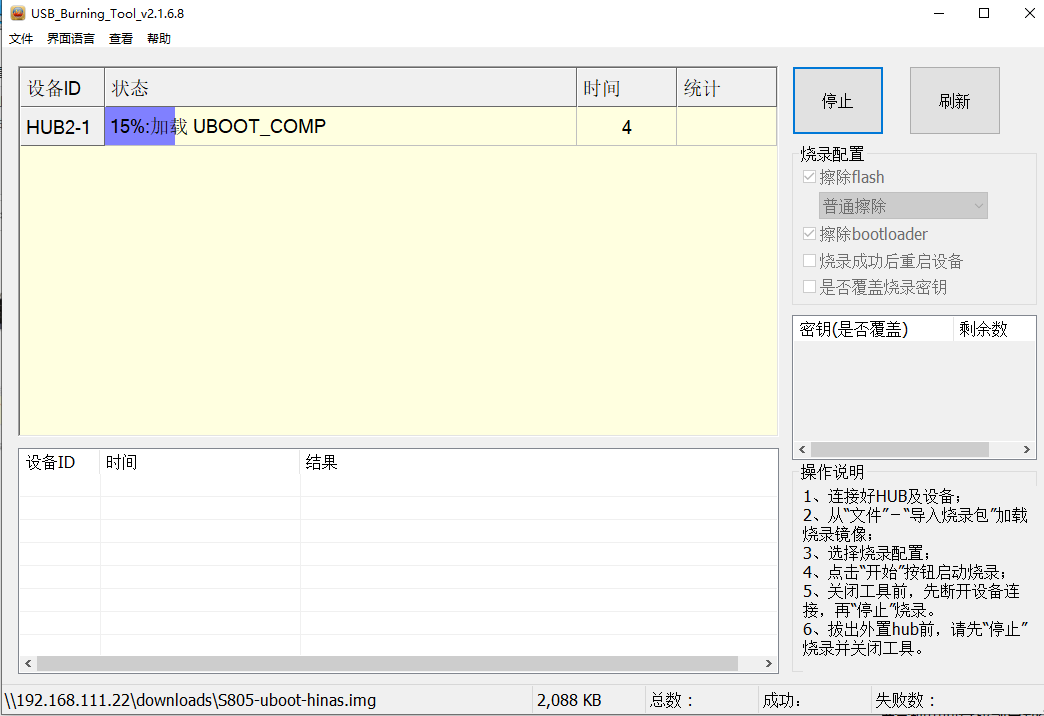 USB_Burning_Tool_v2.1.6.8
文件 界面语言 查看 帮助
设备ID 状态 时间 统计
HUB2-1 15%:加载 UBOOT_COMP 4
停止 刷新
烧录配置
擦除flash
普通擦除
擦除bootloader
烧录成功后重启设备
是否覆盖烧录密钥
密钥(是否覆盖) 剩余数
设备ID 时间 结果
操作说明
1、连接好HUB及设备；
2、从“文件”－“导入烧录包”加载
烧录镜像；
3、选择烧录配置；
4、点击“开始”按钮启动烧录；
5、关闭工具前，先断开设备连
接，再“停止”烧录。
6、拔出外置hub前，请先“停止”
烧录并关闭工具。
\\192.168.111.22\downloads\S805-uboot-hinas.img 2,088 KB 总数： 成功： 失败数：